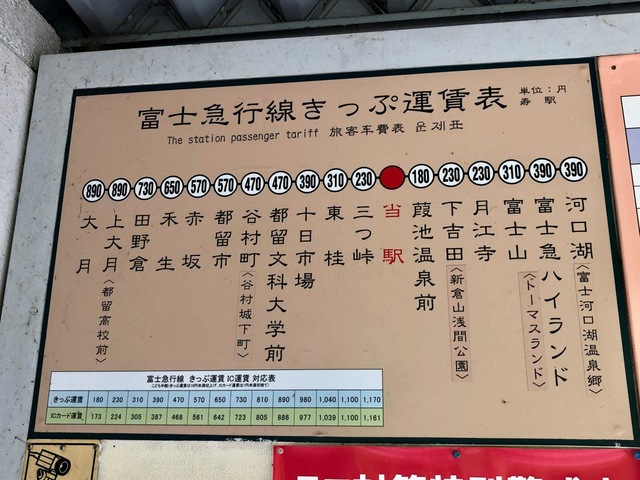 富士急行線きっぷ運賃表
単位：円
寿 駅
The station passenger tariff 旅客车費表 운제표
890 890 730 650 570 570 470 470 390 310 230 180 230 230 310 390 390
大月
上大月〈都留高校前〉
田野倉
禾生
赤坂
都留市
谷村町〈谷村城下町〉
都留文科大学前
十日市場
東桂
三つ峠
当駅
葭池温泉前
下吉田〈新倉山浅間公園〉
月江寺
富士山
富士急ハイランド〈トーマスランド〉
河口湖〈富士河口湖温泉郷〉
富士急行線 きっぷ運賃 IC運賃 対応表
きっぷ運賃 180 230 310 390 470 570 650 730 810 890 980 1,040 1,100 1,170
ICカード運賃 173 224 305 387 468 561 642 723 805 886 977 1,039 1,100 1,161